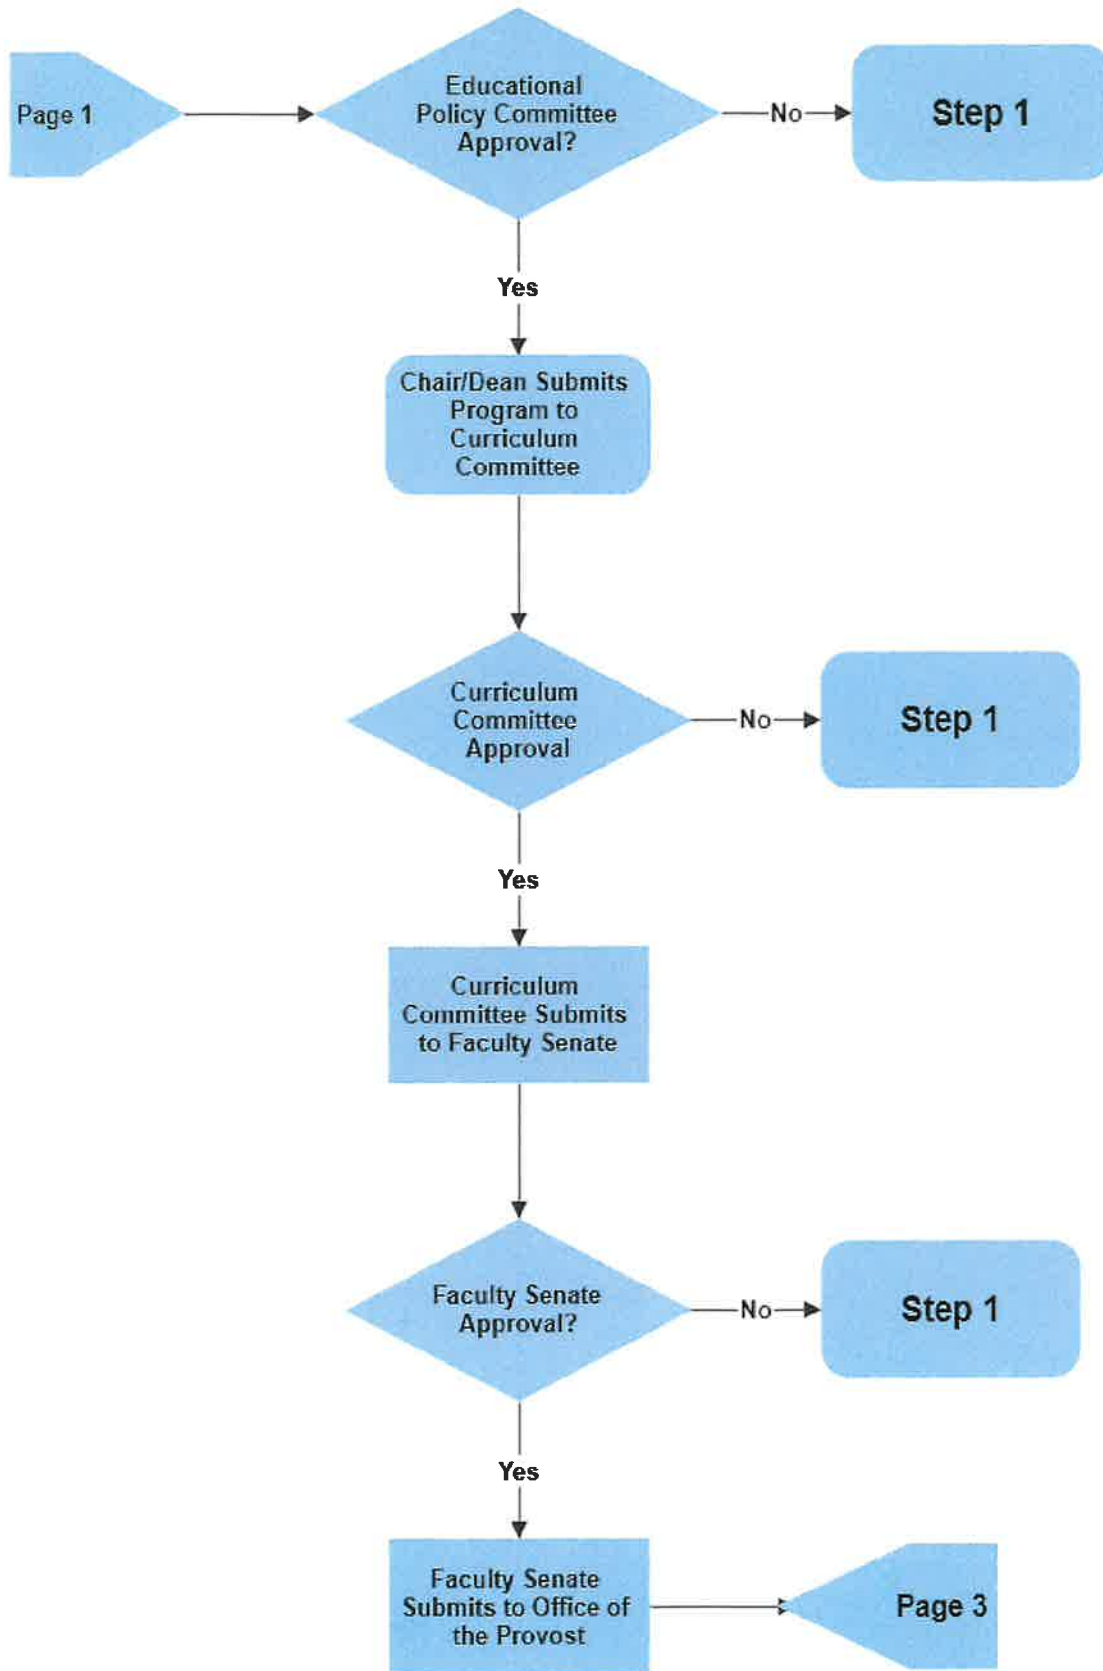 Page 1
Educational
Policy Committee
Approval?
No
Step 1
Yes
Chair/Dean Submits
Program to
Curriculum
Committee
Curriculum
Committee
Approval
No
Step 1
Yes
Curriculum
Committee Submits
to Faculty Senate
Faculty Senate
Approval?
No
Step 1
Yes
Faculty Senate
Submits to Office of
the Provost
Page 3